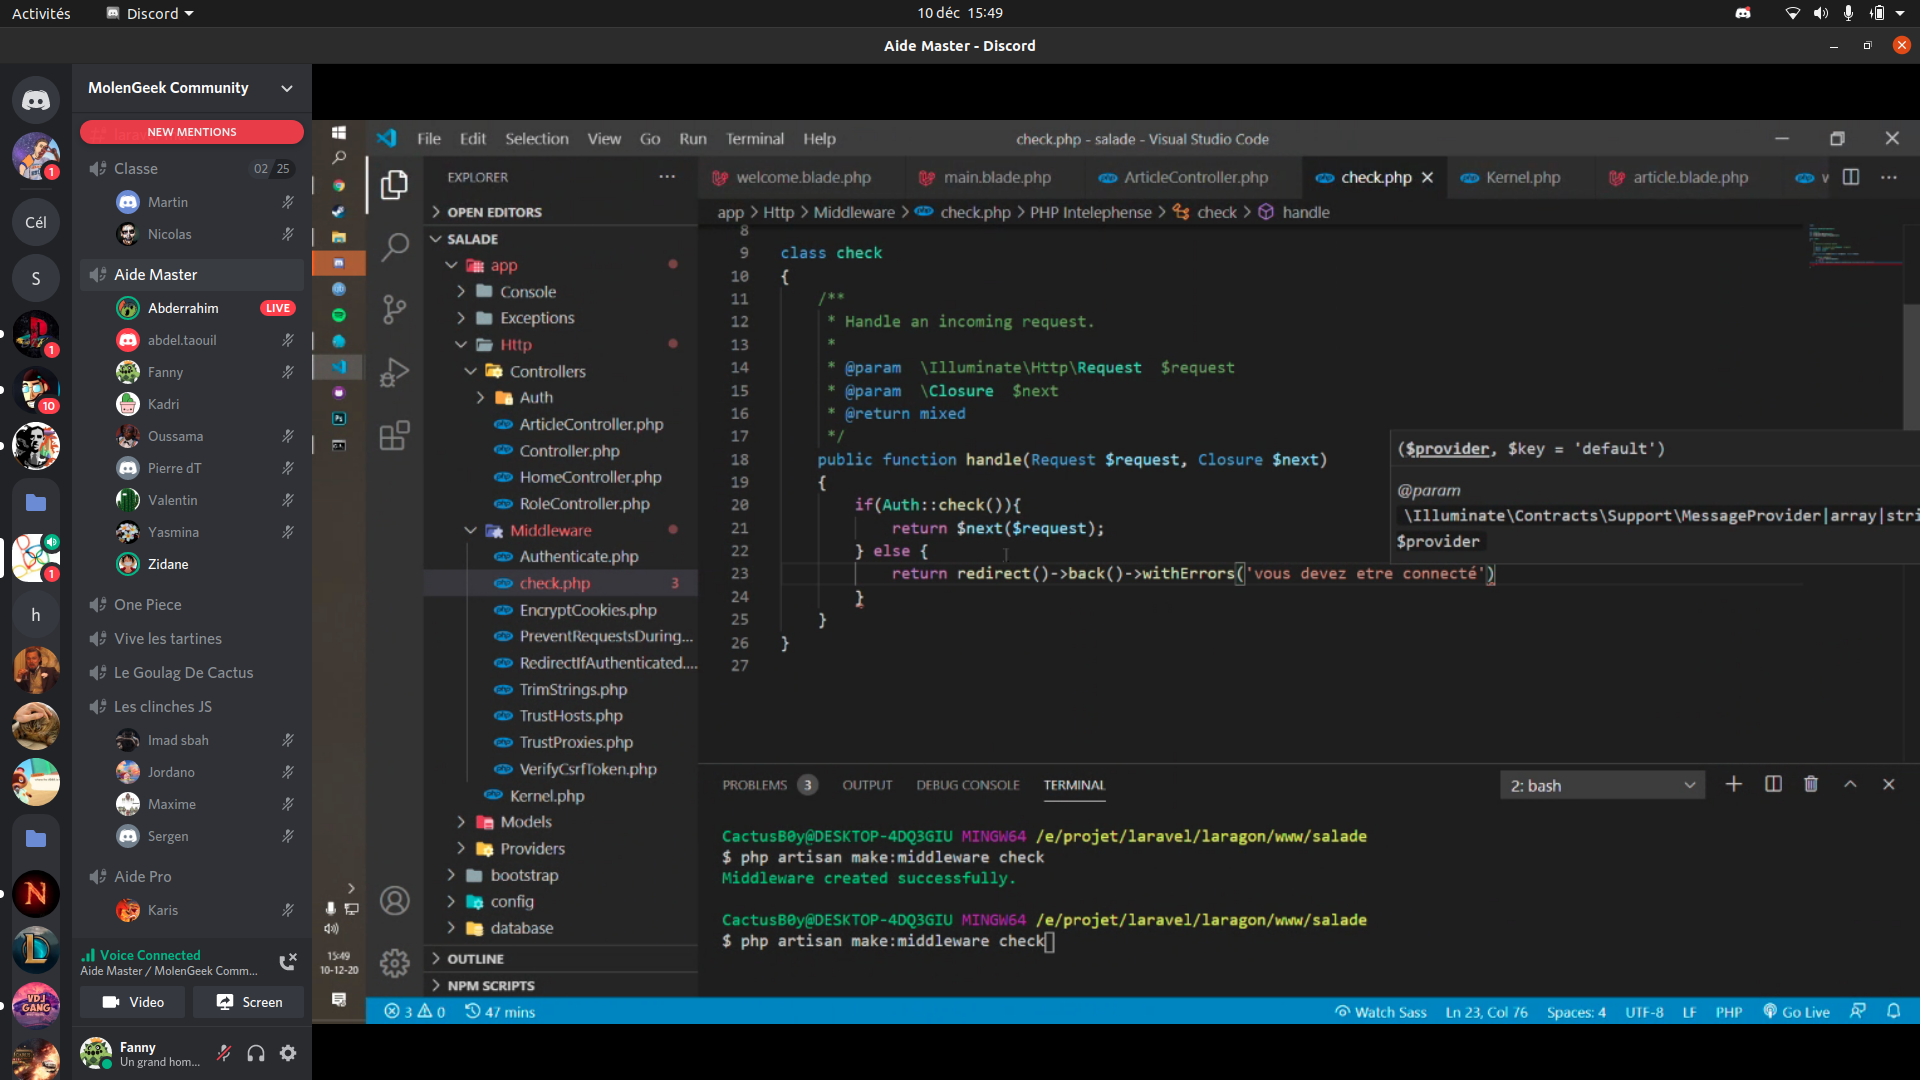 Activités
Discord
10 déc 15:49
Aide Master - Discord
MolenGeek Community
NEW MENTIONS
Classe
02 25
Martin
Nicolas
Aide Master
Abderrahim
LIVE
abdel.taouil
Fanny
Kadri
Oussama
Pierre dT
Valentin
Yasmina
Zidane
One Piece
Vive les tartines
Le Goulag De Cactus
Les clinches JS
Imad sbah
Jordano
Maxime
Sergen
Aide Pro
Karis
Voice Connected
Aide Master / MolenGeek Comm...
Video
Screen
Fanny
Un grand hom...
1
Cél
S
1
10
1
h
N
VDJ GANG
15:49
10-12-20
File Edit Selection View Go Run Terminal Help
check.php - salade - Visual Studio Code
EXPLORER
OPEN EDITORS
SALADE
app
Console
Exceptions
Http
Controllers
Auth
ArticleController.php
Controller.php
HomeController.php
RoleController.php
Middleware
Authenticate.php
check.php 3
EncryptCookies.php
PreventRequestsDuring...
RedirectIfAuthenticated....
TrimStrings.php
TrustHosts.php
TrustProxies.php
VerifyCsrfToken.php
Kernel.php
Models
Providers
bootstrap
config
database
OUTLINE
NPM SCRIPTS
welcome.blade.php
main.blade.php
ArticleController.php
check.php
Kernel.php
article.blade.php
app > Http > Middleware > check.php > PHP Intelephense > check > handle
8
9 class check
10 {
11 /**
12 * Handle an incoming request.
13 *
14 * @param \Illuminate\Http\Request $request
15 * @param \Closure $next
16 * @return mixed
17 */
18 public function handle(Request $request, Closure $next)
19 {
20 if(Auth::check()){
21 return $next($request);
22 } else {
23 return redirect()->back()->withErrors('vous devez etre connecté')
24 }
25 }
26 }
27
($provider, $key = 'default')
@param
\Illuminate\Contracts\Support\MessageProvider|array|stri
$provider
PROBLEMS 3 OUTPUT DEBUG CONSOLE TERMINAL
2: bash
CactusB0y@DESKTOP-4DQ3GIU MINGW64 /e/projet/laravel/laragon/www/salade
$ php artisan make:middleware check
Middleware created successfully.
CactusB0y@DESKTOP-4DQ3GIU MINGW64 /e/projet/laravel/laragon/www/salade
$ php artisan make:middleware check
3 0 47 mins
Watch Sass
Ln 23, Col 76
Spaces: 4
UTF-8
LF
PHP
Go Live